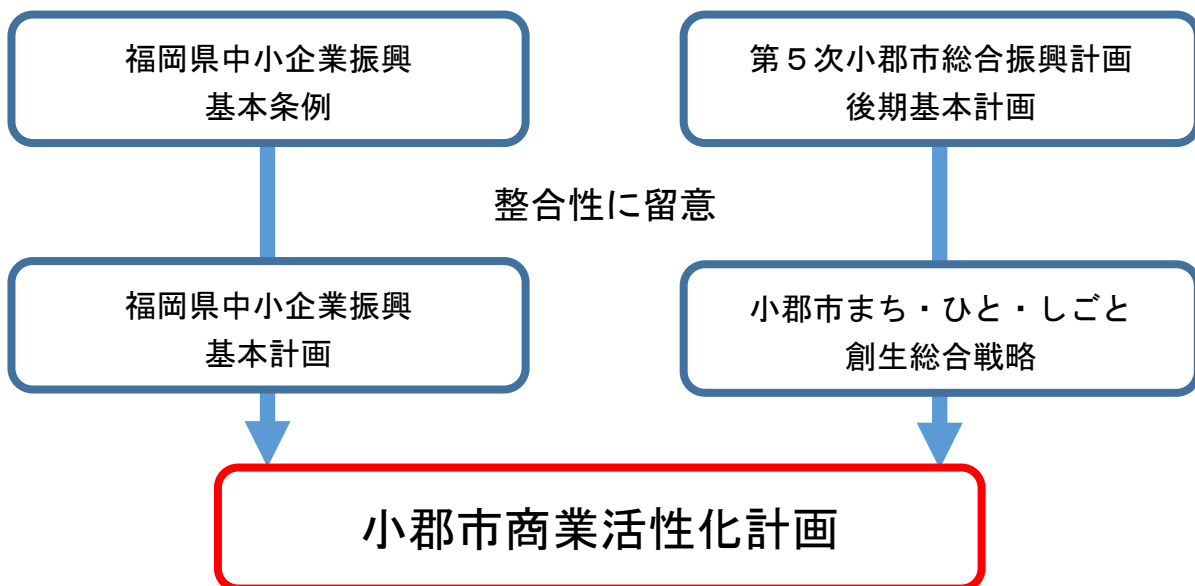 福岡県中小企業振興
基本条例
第５次小郡市総合振興計画
後期基本計画
整合性に留意
福岡県中小企業振興
基本計画
小郡市まち・ひと・しごと
創生総合戦略
小郡市商業活性化計画